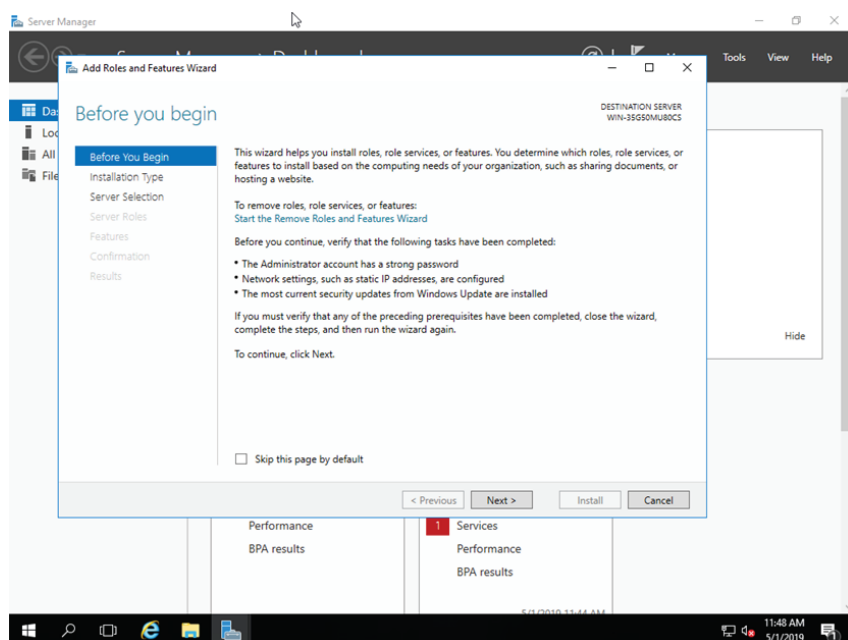 Server Manager
Tools View Help
Add Roles and Features Wizard
Before you begin
DESTINATION SERVER
WIN-35G50MU80CS
Before You Begin
Installation Type
Server Selection
Server Roles
Features
Confirmation
Results
This wizard helps you install roles, role services, or features. You determine which roles, role services, or
features to install based on the computing needs of your organization, such as sharing documents, or
hosting a website.
To remove roles, role services, or features:
Start the Remove Roles and Features Wizard
Before you continue, verify that the following tasks have been completed:
• The Administrator account has a strong password
• Network settings, such as static IP addresses, are configured
• The most current security updates from Windows Update are installed
If you must verify that any of the preceding prerequisites have been completed, close the wizard,
complete the steps, and then run the wizard again.
To continue, click Next.
Skip this page by default
< Previous
Next >
Install
Cancel
All
File
Hide
Performance
BPA results
1 Services
Performance
BPA results
5/1/2019 11:44 AM
11:48 AM
5/1/2019